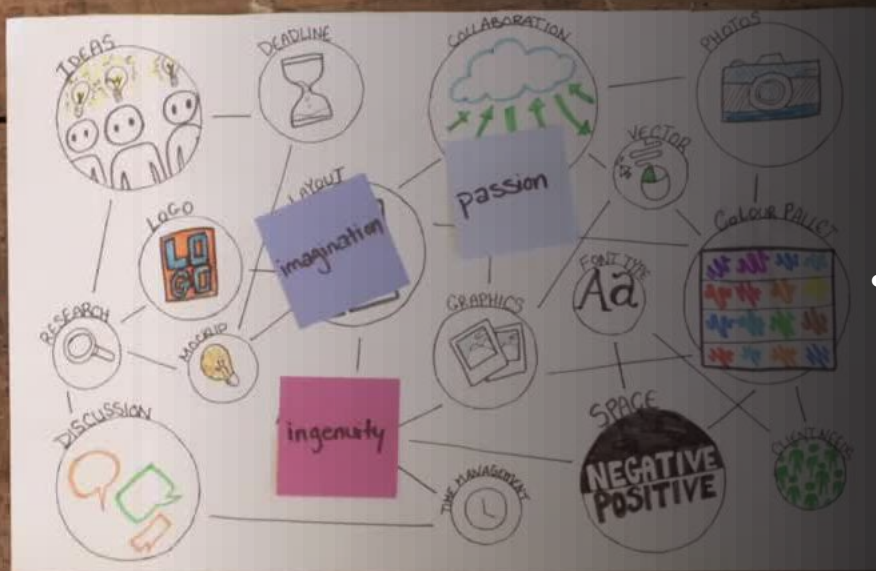 IDEAS
DEADLINE
COLLABORATION
PHOTOS
VECTOR
LAYOUT
passion
LOGO
LO
GO
imagination
COLOUR PALLET
FONT TYPE
Aa
GRAPHICS
RESEARCH
MOCKUP
DISCUSSION
ingenuity
SPACE
NEGATIVE
POSITIVE
CLIENT NEEDS
TIME MANAGEMENT